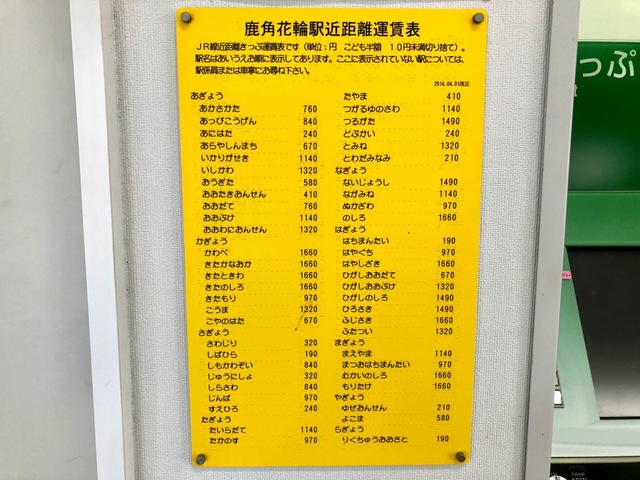 鹿角花輪駅近距離運賃表
JR線近距離きっぷ運賃表です(単位:円 こども半額 10円未満切り捨て)。
駅名はあいうえお順に表示してあります。ここに表示されていない駅については、
駅係員または車掌にお尋ね下さい。
2014.04.01改正
あぎょう
あかさかた 760
あっぴこうげん 840
あにはた 240
あらやしんまち 670
いかりがせき 1140
いしかわ 1320
おうぎた 580
おおたきおんせん 410
おおだて 760
おおぶけ 1140
おおわにおんせん 1320
かぎょう
かわべ 1660
きたかなおか 1660
きたときわ 1660
きたのしろ 1660
きたもり 970
こうま 1320
こやのはた 670
さぎょう
さわじり 320
しばひら 190
しもかわぞい 840
じゅうにしょ 320
しらさわ 840
じんば 970
すえひろ 240
たぎょう
たいらだて 1140
たかのす 970
たやま 410
つがるゆのさわ 1140
つるがた 1490
どぶかい 240
とみね 1320
とわだみなみ 210
なぎょう
ないじょうし 1490
ながみね 1140
ぬかざわ 970
のしろ 1660
はぎょう
はちまんたい 190
はやぐち 970
はやしざき 1660
ひがしおおだて 670
ひがしおおぶけ 1320
ひがしのしろ 1490
ひろさき 1490
ふじさき 1660
ふたつい 1320
まぎょう
まえやま 1140
まつおはちまんたい 970
むかいのしろ 1660
もりたけ 1660
やぎょう
ゆぜおんせん 210
よこま 580
らぎょう
りくちゅうおおさと 190
っぷ